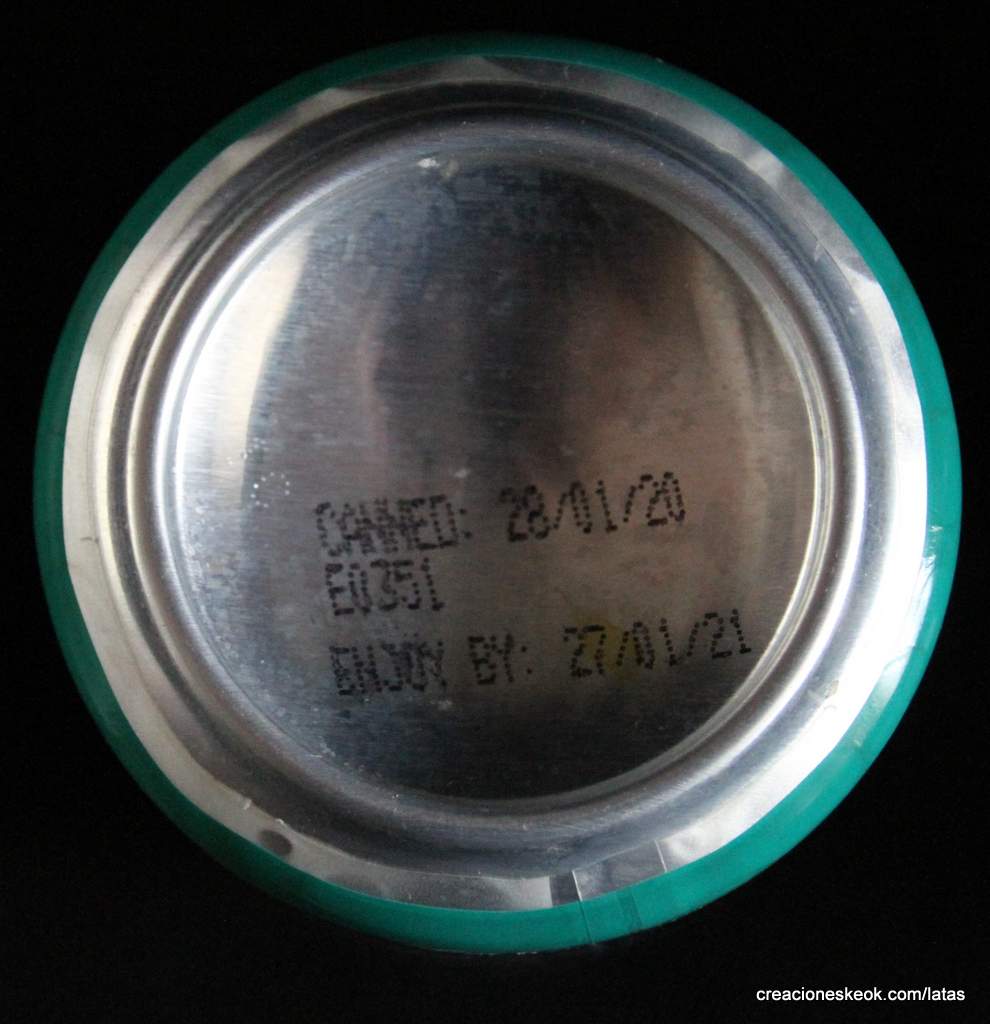 CANNED: 28/01/20
E0351
ENJOY BY: 27/01/21
creacioneskeok.com/latas